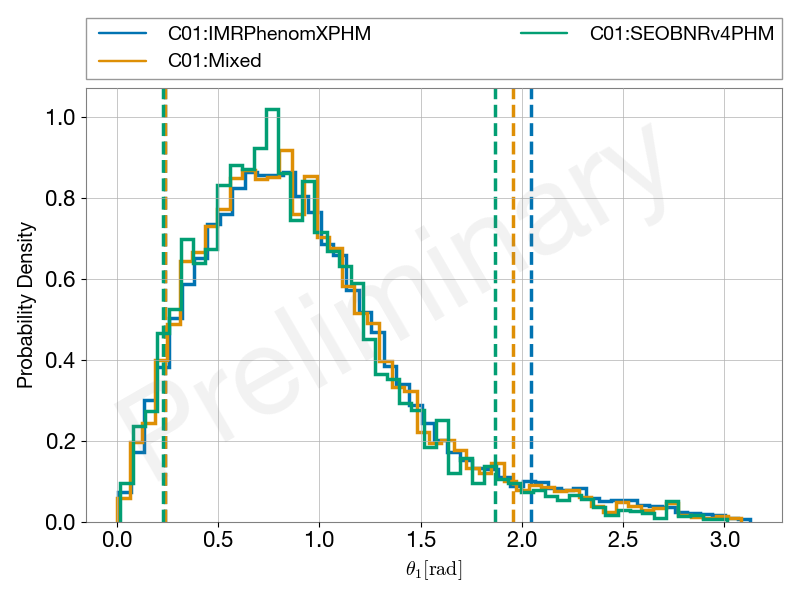 C01:IMRPhenomXPHM
C01:Mixed
C01:SEOBNRv4PHM
Preliminary
Probability Density
1.0
0.8
0.6
0.4
0.2
0.0
0.0 0.5 1.0 1.5 2.0 2.5 3.0
θ₁[rad]